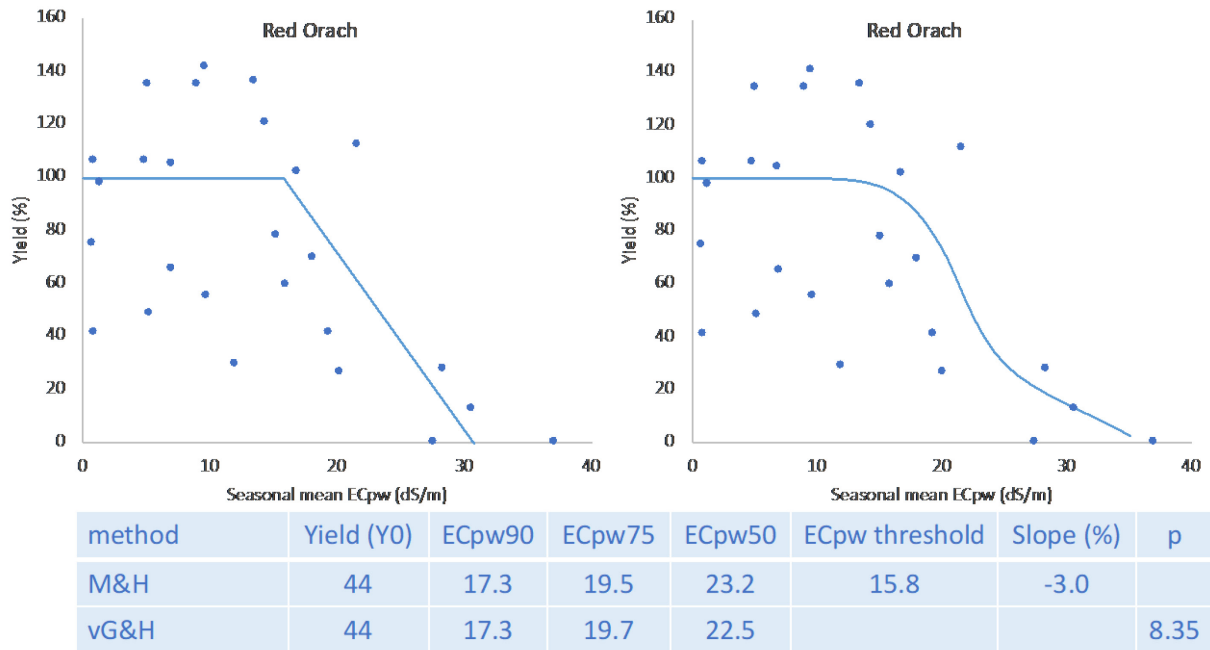 Red Orach
160
140
120
100
80
60
40
20
0
Yield (%)
0 10 20 30 40
Seasonal mean ECpw (dS/m)
Red Orach
160
140
120
100
80
60
40
20
0
Yield (%)
0 10 20 30 40
Seasonal mean ECpw (dS/m)
method Yield (Y0) ECpw90 ECpw75 ECpw50 ECpw threshold Slope (%) p
M&H 44 17.3 19.5 23.2 15.8 -3.0
vG&H 44 17.3 19.7 22.5 8.35